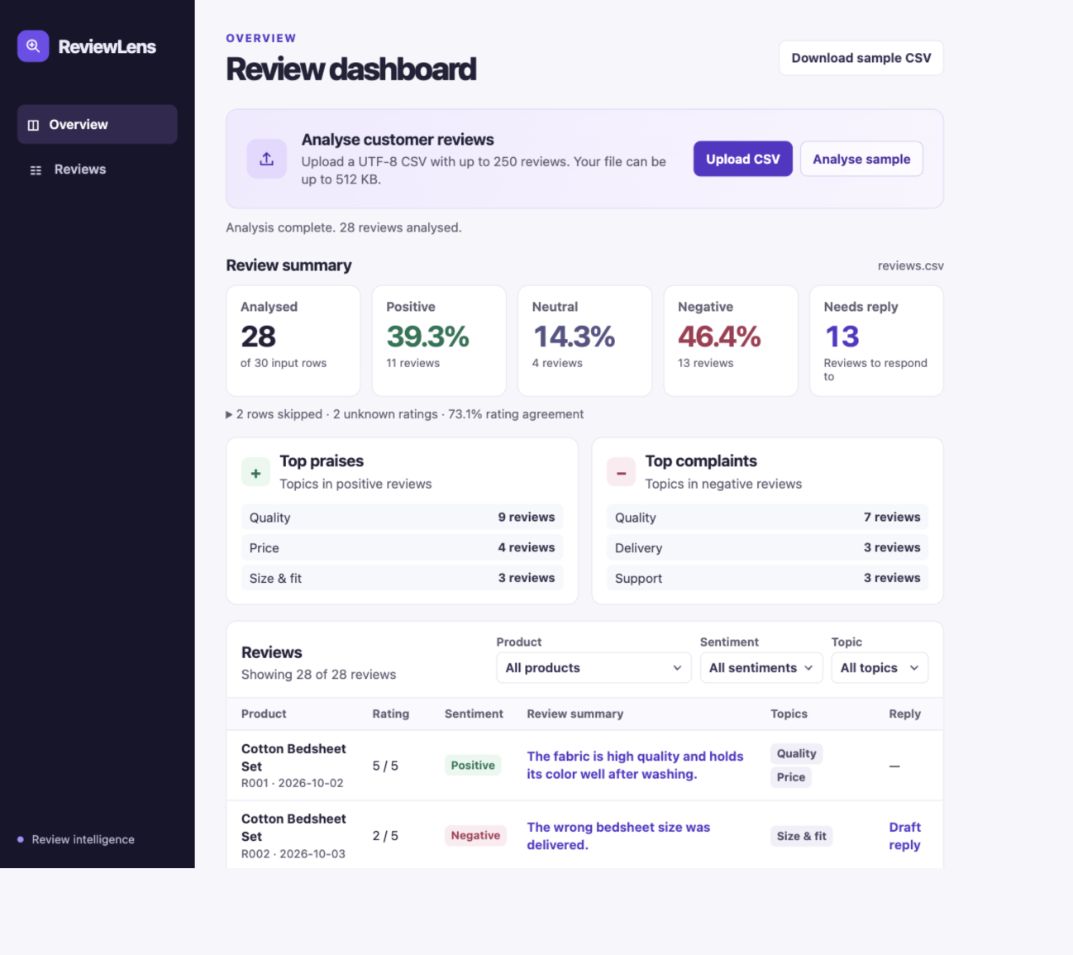 ReviewLens
Overview
Reviews
Review intelligence
OVERVIEW
Review dashboard
Download sample CSV
Analyse customer reviews
Upload a UTF-8 CSV with up to 250 reviews. Your file can be
up to 512 KB.
Upload CSV
Analyse sample
Analysis complete. 28 reviews analysed.
Review summary
reviews.csv
Analysed
28
of 30 input rows
Positive
39.3%
11 reviews
Neutral
14.3%
4 reviews
Negative
46.4%
13 reviews
Needs reply
13
Reviews to respond
to
2 rows skipped · 2 unknown ratings · 73.1% rating agreement
Top praises
Topics in positive reviews
Quality 9 reviews
Price 4 reviews
Size & fit 3 reviews
Top complaints
Topics in negative reviews
Quality 7 reviews
Delivery 3 reviews
Support 3 reviews
Reviews
Showing 28 of 28 reviews
Product
All products
Sentiment
All sentiments
Topic
All topics
Product Rating Sentiment Review summary Topics Reply
Cotton Bedsheet
Set
R001 · 2026-10-02
5 / 5
Positive
The fabric is high quality and holds
its color well after washing.
Quality
Price
—
Cotton Bedsheet
Set
R002 · 2026-10-03
2 / 5
Negative
The wrong bedsheet size was
delivered.
Size & fit
Draft
reply